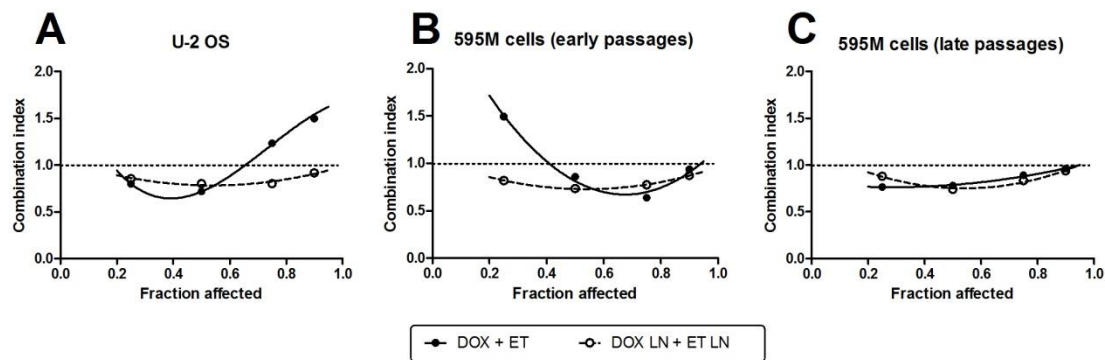 A
U-2 OS
Combination index
2.0
1.5
1.0
0.5
0.0
0.0 0.2 0.4 0.6 0.8 1.0
Fraction affected
B
595M cells (early passages)
Combination index
2.0
1.5
1.0
0.5
0.0
0.0 0.2 0.4 0.6 0.8 1.0
Fraction affected
C
595M cells (late passages)
Combination index
2.0
1.5
1.0
0.5
0.0
0.0 0.2 0.4 0.6 0.8 1.0
Fraction affected
DOX + ET DOX LN + ET LN